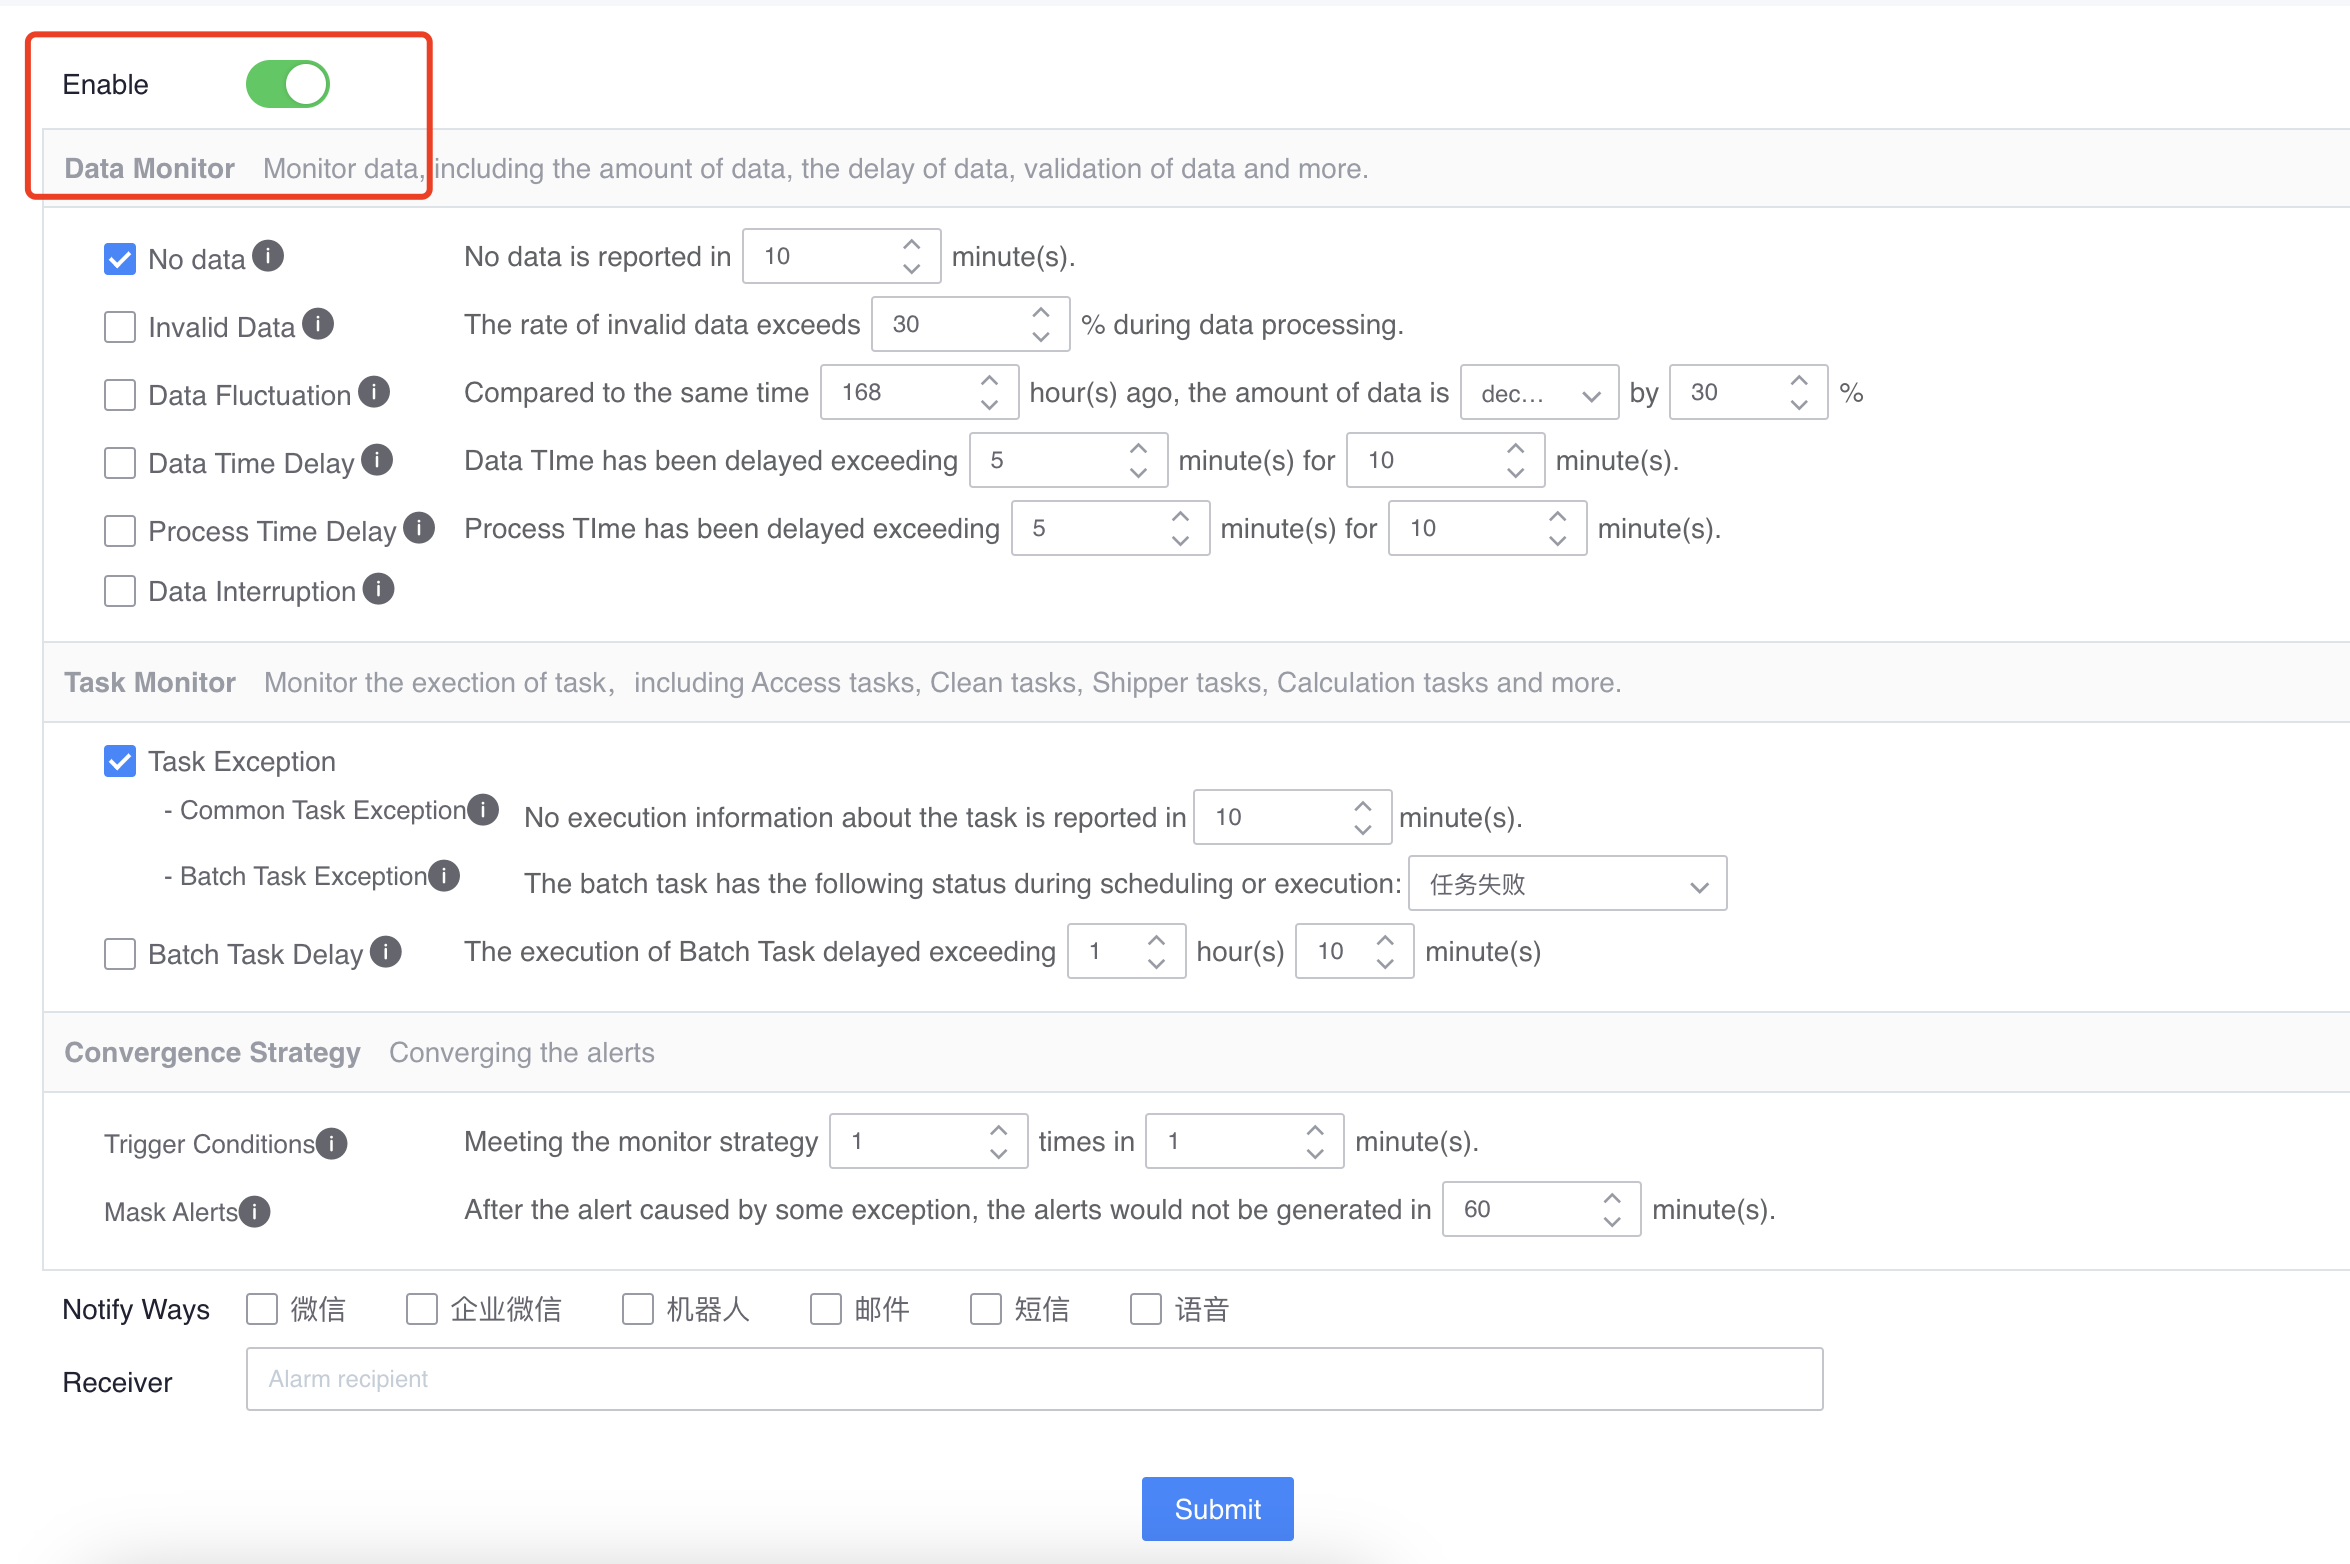 Enable
Data Monitor Monitor data, including the amount of data, the delay of data, validation of data and more.
No data i No data is reported in 10 minute(s).
Invalid Data i The rate of invalid data exceeds 30 % during data processing.
Data Fluctuation i Compared to the same time 168 hour(s) ago, the amount of data is dec... by 30 %
Data Time Delay i Data TIme has been delayed exceeding 5 minute(s) for 10 minute(s).
Process Time Delay i Process TIme has been delayed exceeding 5 minute(s) for 10 minute(s).
Data Interruption i
Task Monitor Monitor the exection of task， including Access tasks, Clean tasks, Shipper tasks, Calculation tasks and more.
Task Exception
- Common Task Exception i No execution information about the task is reported in 10 minute(s).
- Batch Task Exception i The batch task has the following status during scheduling or execution: 任务失败
Batch Task Delay i The execution of Batch Task delayed exceeding 1 hour(s) 10 minute(s)
Convergence Strategy Converging the alerts
Trigger Conditions i Meeting the monitor strategy 1 times in 1 minute(s).
Mask Alerts i After the alert caused by some exception, the alerts would not be generated in 60 minute(s).
Notify Ways 微信 企业微信 机器人 邮件 短信 语音
Receiver Alarm recipient
Submit